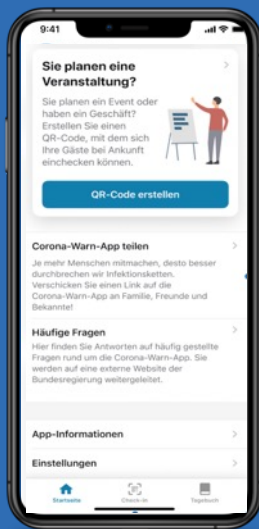 9:41
Sie planen eine
Veranstaltung?
Sie planen ein Event oder
haben ein Geschäft?
Erstellen Sie einen
QR-Code, mit dem sich
Ihre Gäste bei Ankunft
einchecken können.
QR-Code erstellen
Corona-Warn-App teilen
Je mehr Menschen mitmachen, desto besser
durchbrechen wir Infektionsketten.
Verschicken Sie einen Link auf die
Corona-Warn-App an Familie, Freunde und
Bekannte!
Häufige Fragen
Hier finden Sie Antworten auf häufig gestellte
Fragen rund um die Corona-Warn-App. Sie
werden auf eine externe Website der
Bundesregierung weitergeleitet.
App-Informationen
Einstellungen
Startseite
Check-in
Tagebuch